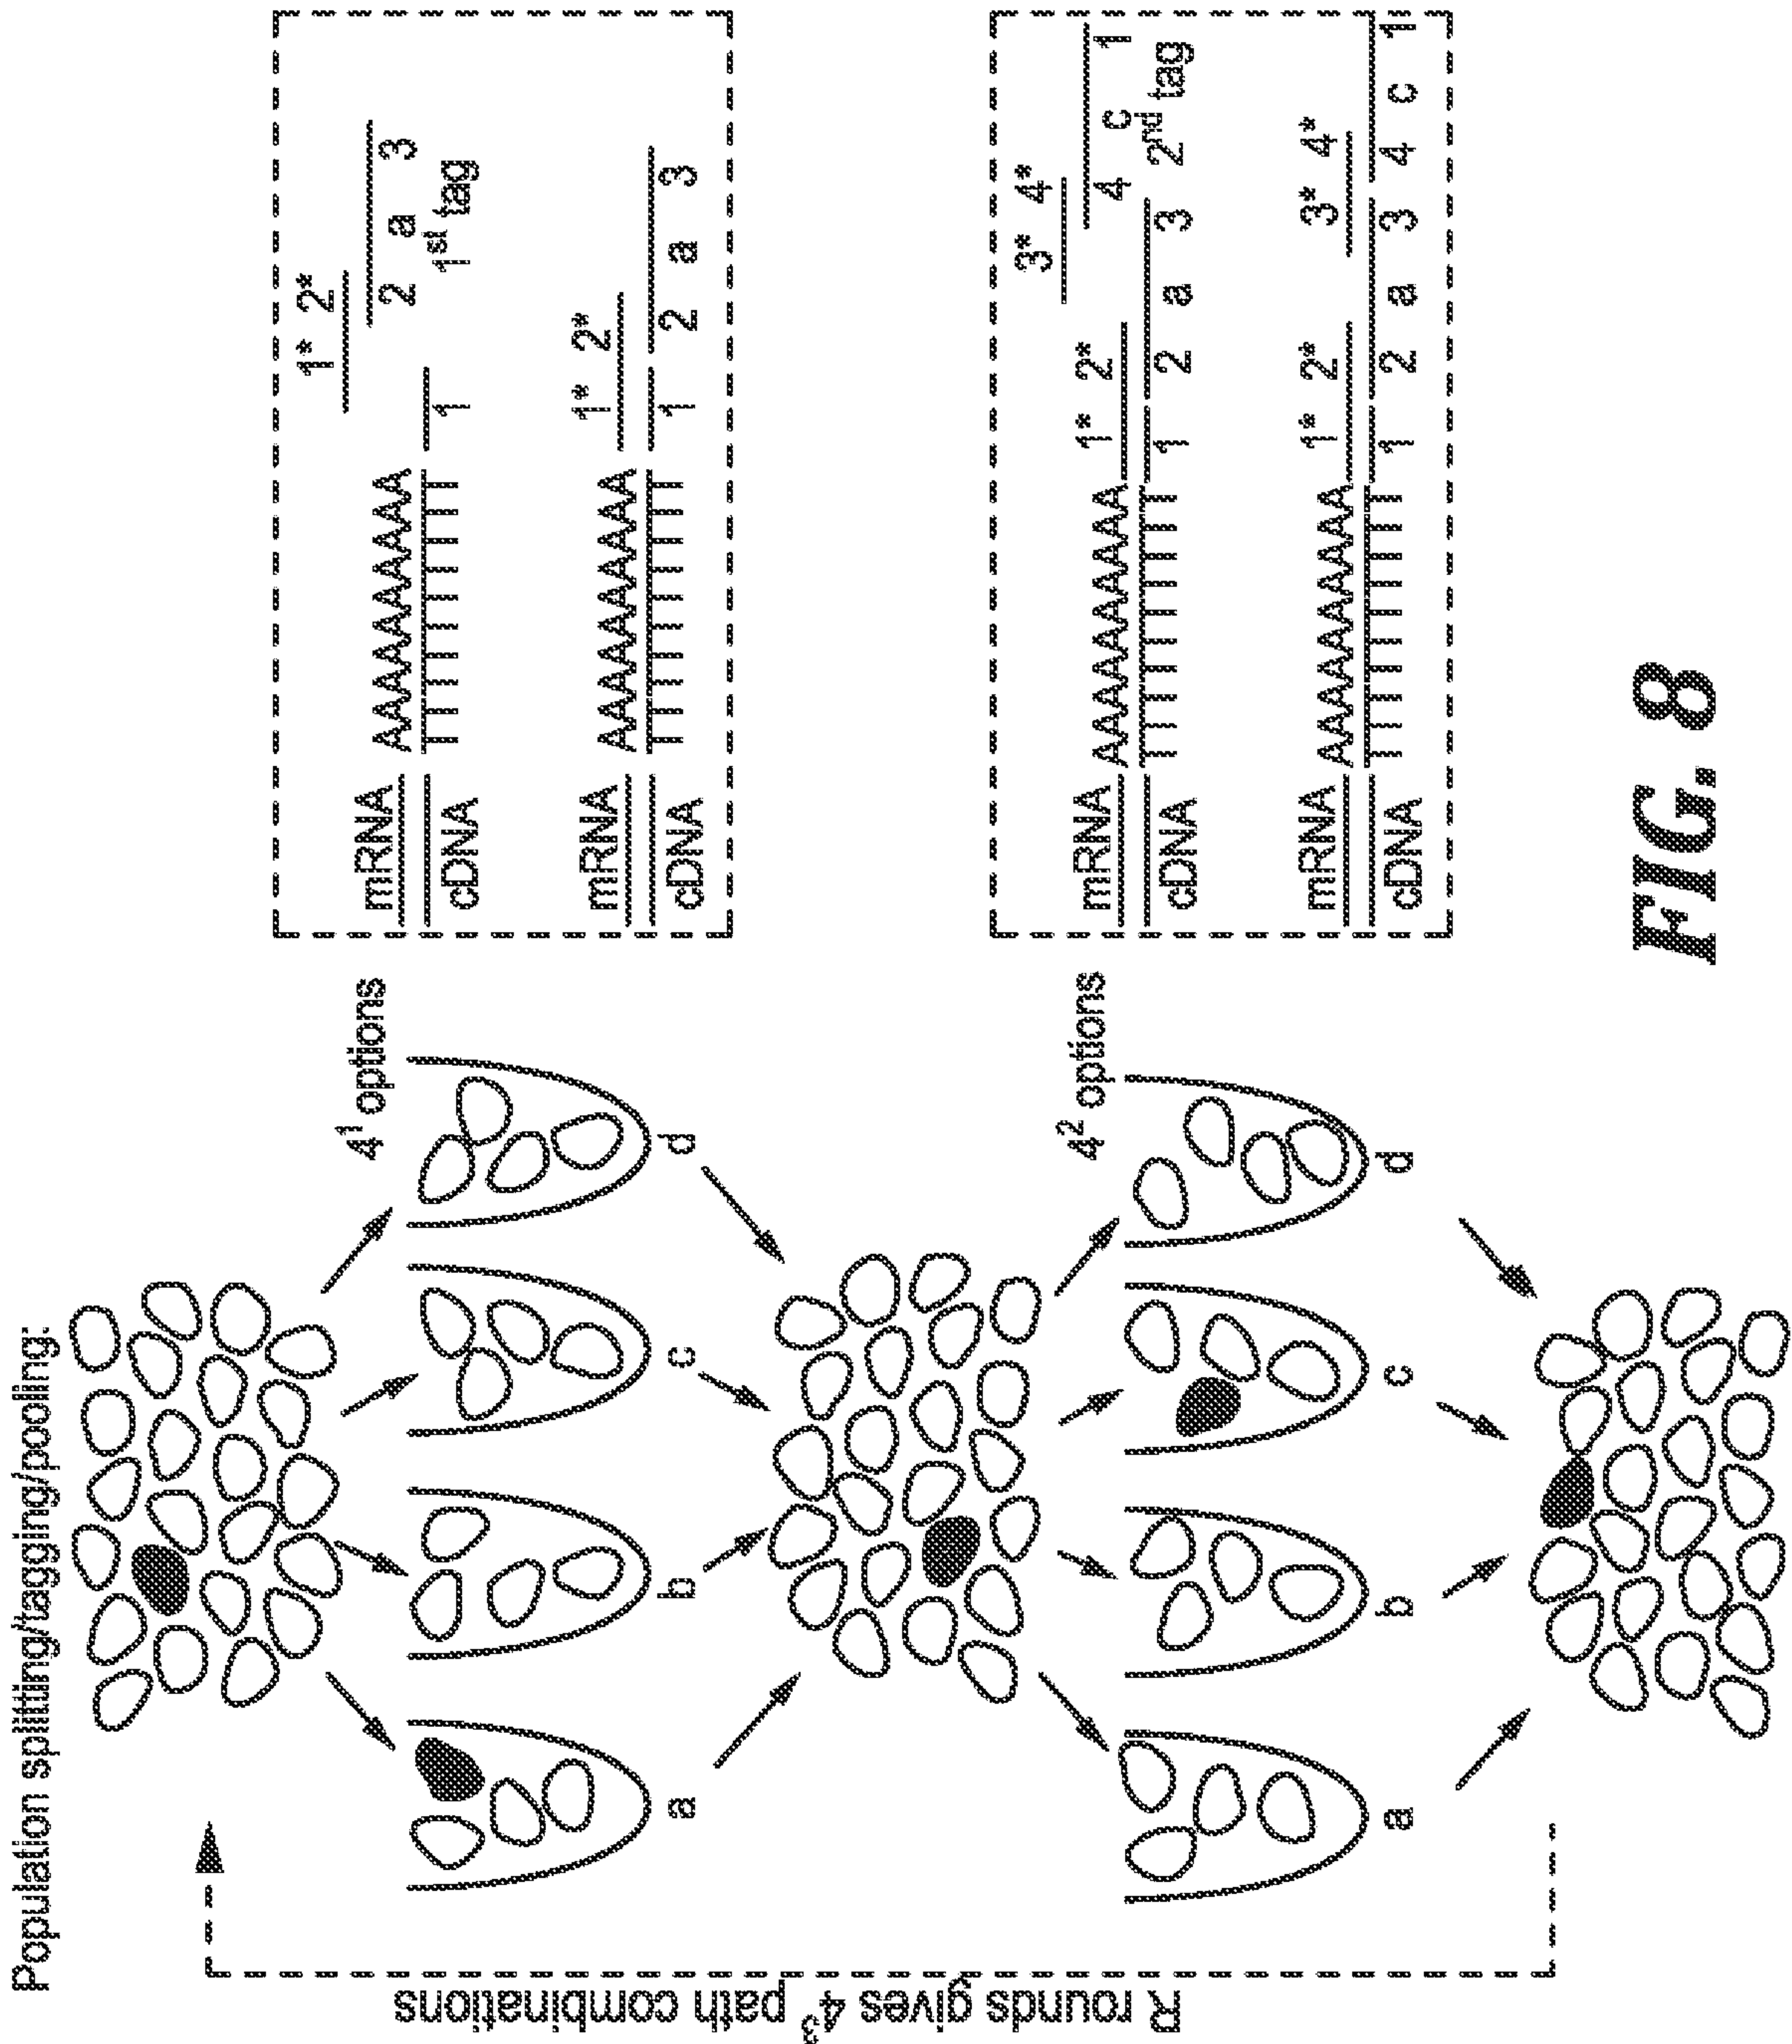 Population splitting/tagging/pooling:
4¹ options
a b c d
4² options
a b c d
R rounds gives 4³ path combinations
1* 2*
mRNA AAAAAAAAAA 2 a 3
TTTTTTTTTT 1 1st tag
cDNA
1* 2*
mRNA AAAAAAAAAA
TTTTTTTTTT 1 2 a 3
cDNA
3* 4*
1* 2* 4 c 1
mRNA AAAAAAAAAA 2nd tag
TTTTTTTTTT 1 2 a 3
cDNA
1* 2* 3* 4*
mRNA AAAAAAAAAA
TTTTTTTTTT 1 2 a 3 4 c 1
cDNA
FIG. 8